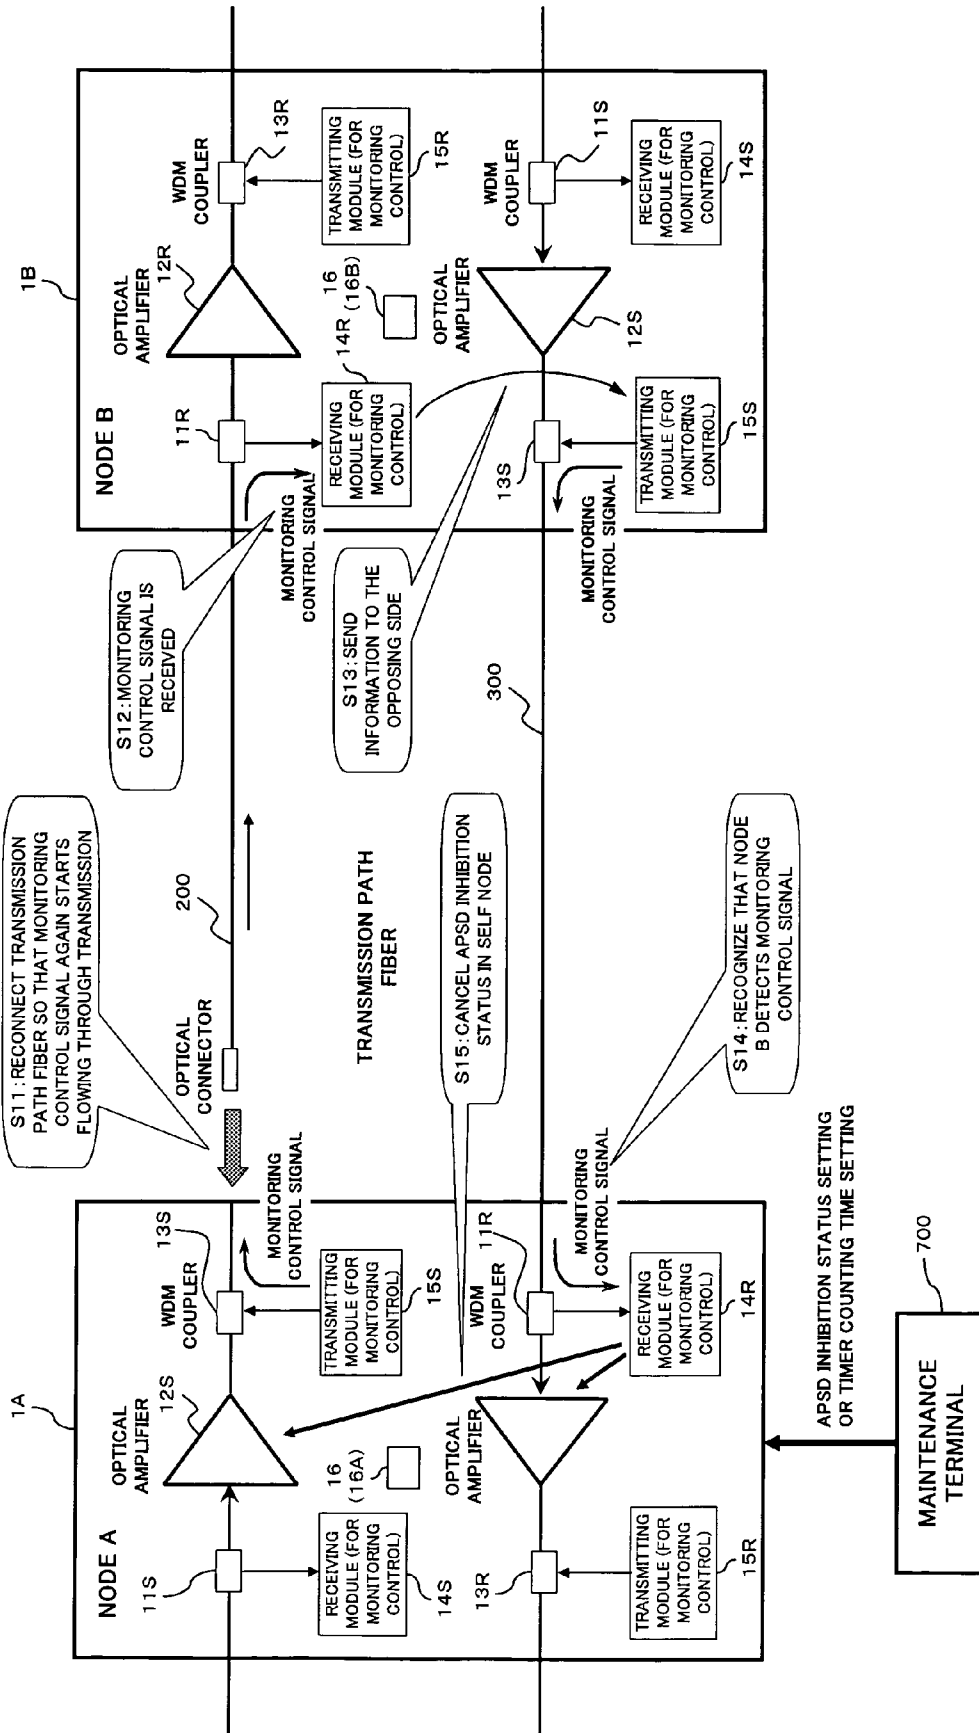 S11:RECONNECT TRANSMISSION
PATH FIBER SO THAT MONITORING
CONTROL SIGNAL AGAIN STARTS
FLOWING THROUGH TRANSMISSION
S12:MONITORING
CONTROL SIGNAL IS
RECEIVED
1A
NODE A
11S
OPTICAL
AMPLIFIER
12S
WDM
COUPLER
13S
OPTICAL
CONNECTOR
200
RECEIVING
MODULE (FOR
MONITORING
CONTROL)
14S
16
(16A)
TRANSMITTING
MODULE (FOR
MONITORING
CONTROL)
15S
MONITORING
CONTROL SIGNAL
TRANSMISSION PATH
FIBER
S13:SEND
INFORMATION TO THE
OPPOSING SIDE
S15:CANCEL APSD INHIBITION
STATUS IN SELF NODE
13R
OPTICAL
AMPLIFIER
WDM
COUPLER
11R
300
TRANSMITTING
MODULE (FOR
MONITORING
CONTROL)
15R
RECEIVING
MODULE (FOR
MONITORING
CONTROL)
14R
MONITORING
CONTROL SIGNAL
S14:RECOGNIZE THAT NODE
B DETECTS MONITORING
CONTROL SIGNAL
1B
NODE B
11R
OPTICAL
AMPLIFIER
12R
WDM
COUPLER
13R
MONITORING
CONTROL SIGNAL
RECEIVING
MODULE (FOR
MONITORING
CONTROL)
14R
16
(16B)
TRANSMITTING
MODULE (FOR
MONITORING
CONTROL)
15R
13S
OPTICAL
AMPLIFIER
12S
WDM
COUPLER
11S
MONITORING
CONTROL SIGNAL
TRANSMITTING
MODULE (FOR
MONITORING
CONTROL)
15S
RECEIVING
MODULE (FOR
MONITORING
CONTROL)
14S
APSD INHIBITION STATUS SETTING
OR TIMER COUNTING TIME SETTING
700
MAINTENANCE
TERMINAL